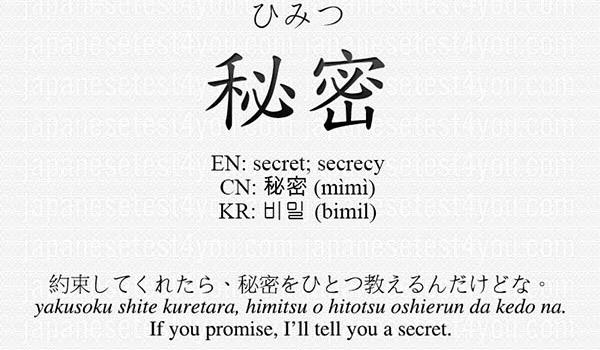 ひみつ
秘密
EN: secret; secrecy
CN: 秘密 (mìmì)
KR: 비밀 (bimil)
約束してくれたら、秘密をひとつ教えるんだけどな。
yakusoku shite kuretara, himitsu o hitotsu oshierun da kedo na.
If you promise, I'll tell you a secret.